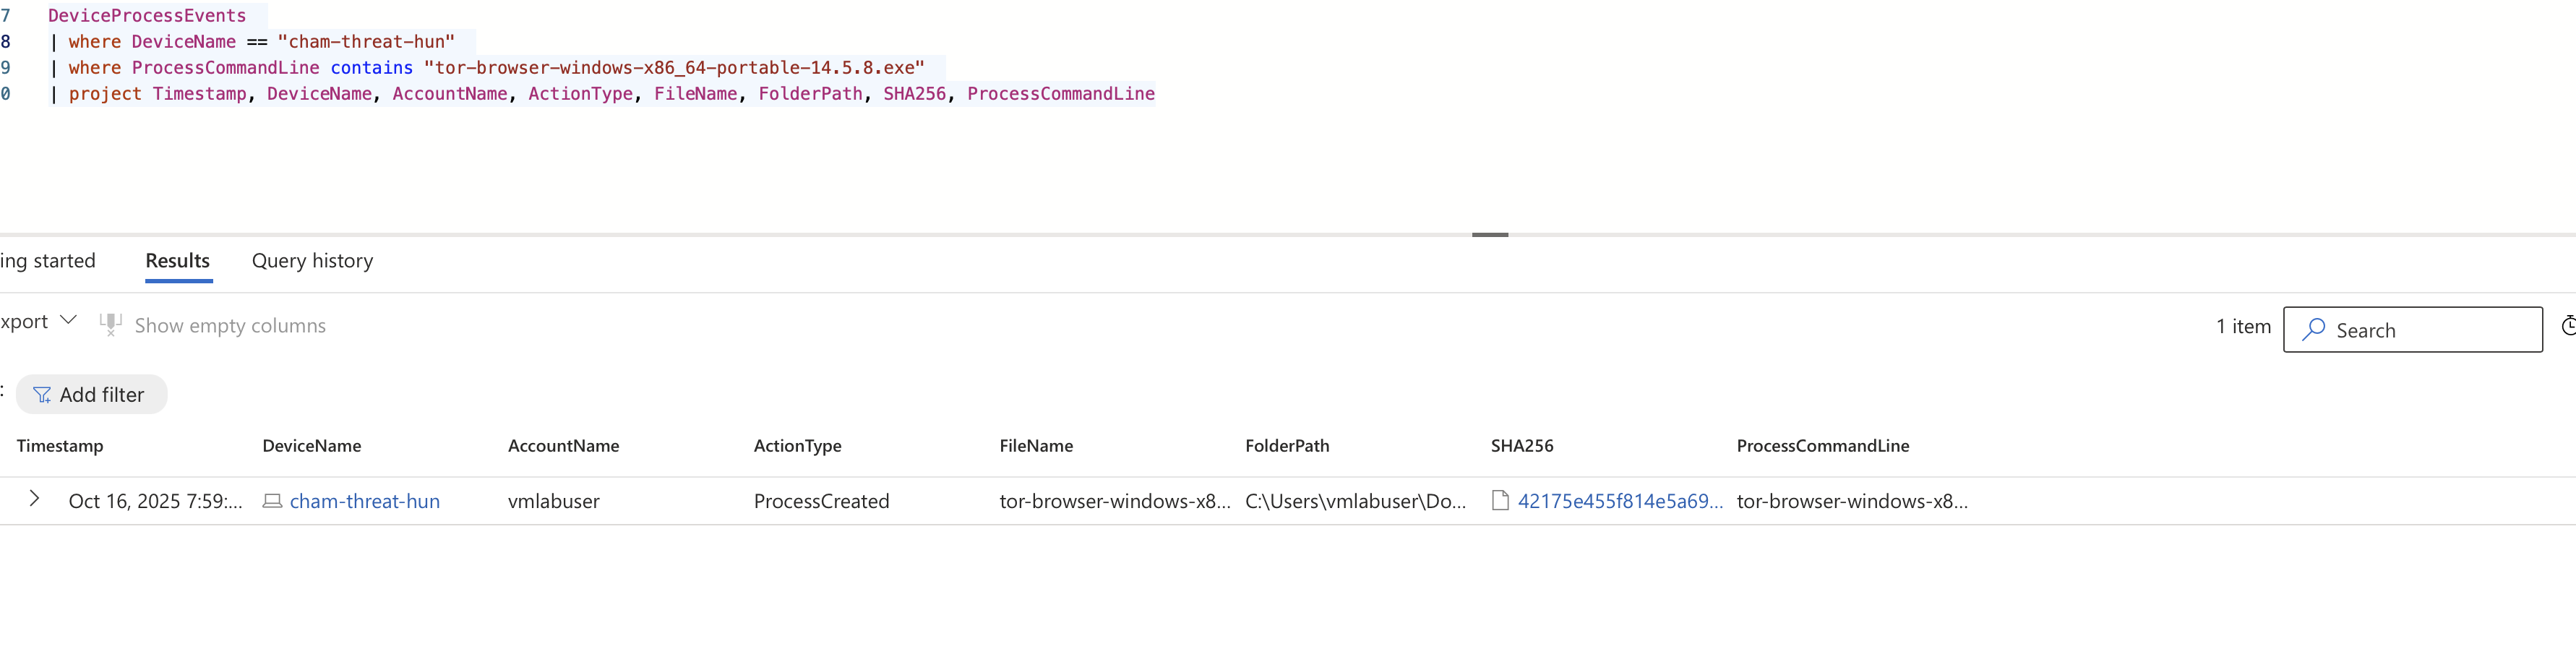 7 DeviceProcessEvents
8 | where DeviceName == "cham-threat-hun"
9 | where ProcessCommandLine contains "tor-browser-windows-x86_64-portable-14.5.8.exe"
0 | project Timestamp, DeviceName, AccountName, ActionType, FileName, FolderPath, SHA256, ProcessCommandLine
ing started Results Query history
xport Show empty columns 1 item Search
: Add filter
Timestamp DeviceName AccountName ActionType FileName FolderPath SHA256 ProcessCommandLine
Oct 16, 2025 7:59:... cham-threat-hun vmlabuser ProcessCreated tor-browser-windows-x8... C:\Users\vmlabuser\Do... 42175e455f814e5a69... tor-browser-windows-x8...